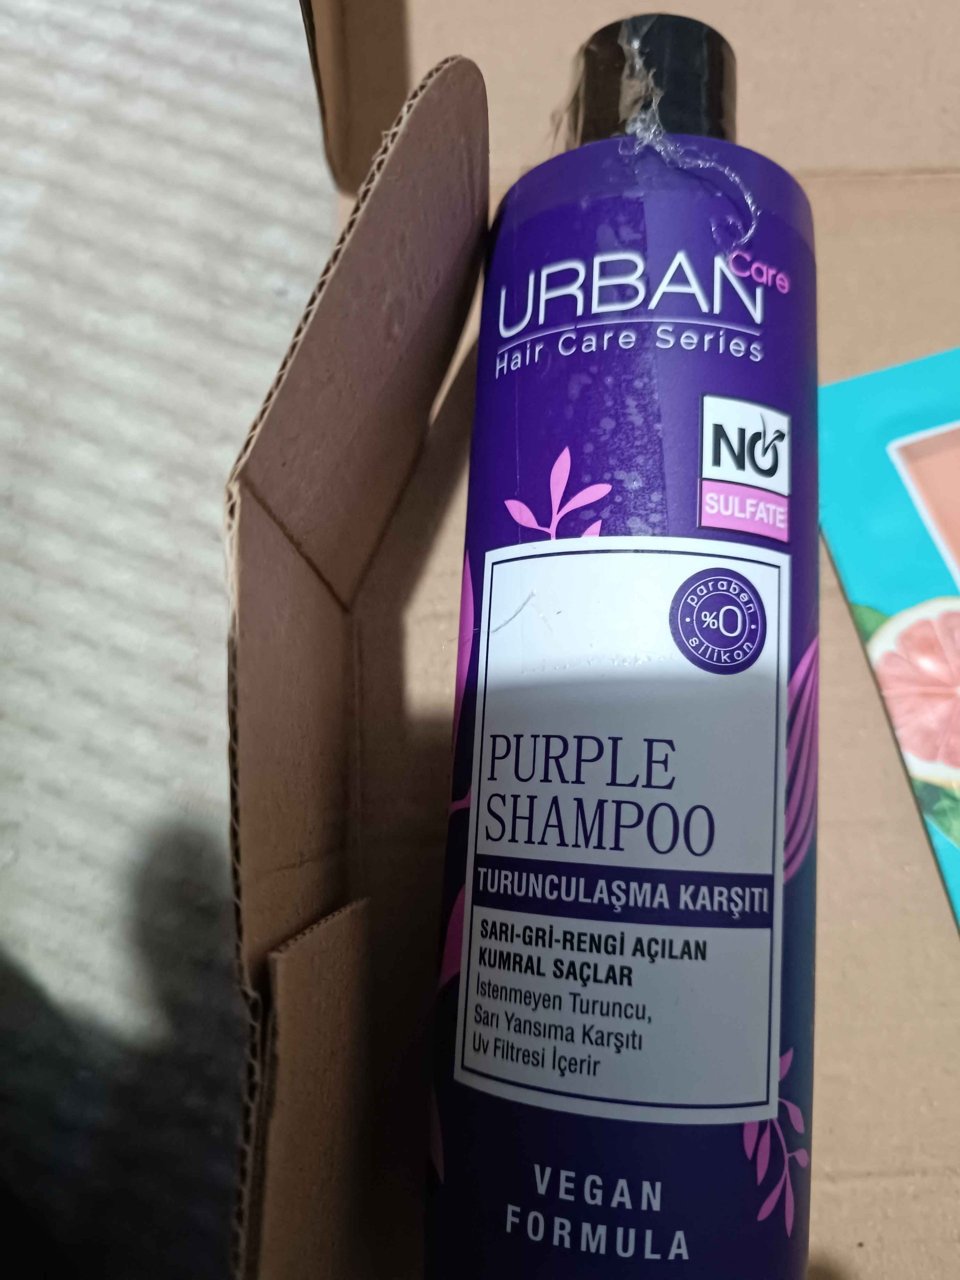 URBAN Care
Hair Care Series
NO
SULFATE
paraben
%0
silikon
PURPLE
SHAMPOO
TURUNCULAŞMA KARŞITI
SARI-GRİ-RENGİ AÇILAN
KUMRAL SAÇLAR
İstenmeyen Turuncu,
Sarı Yansıma Karşıtı
Uv Filtresi İçerir
VEGAN
FORMULA